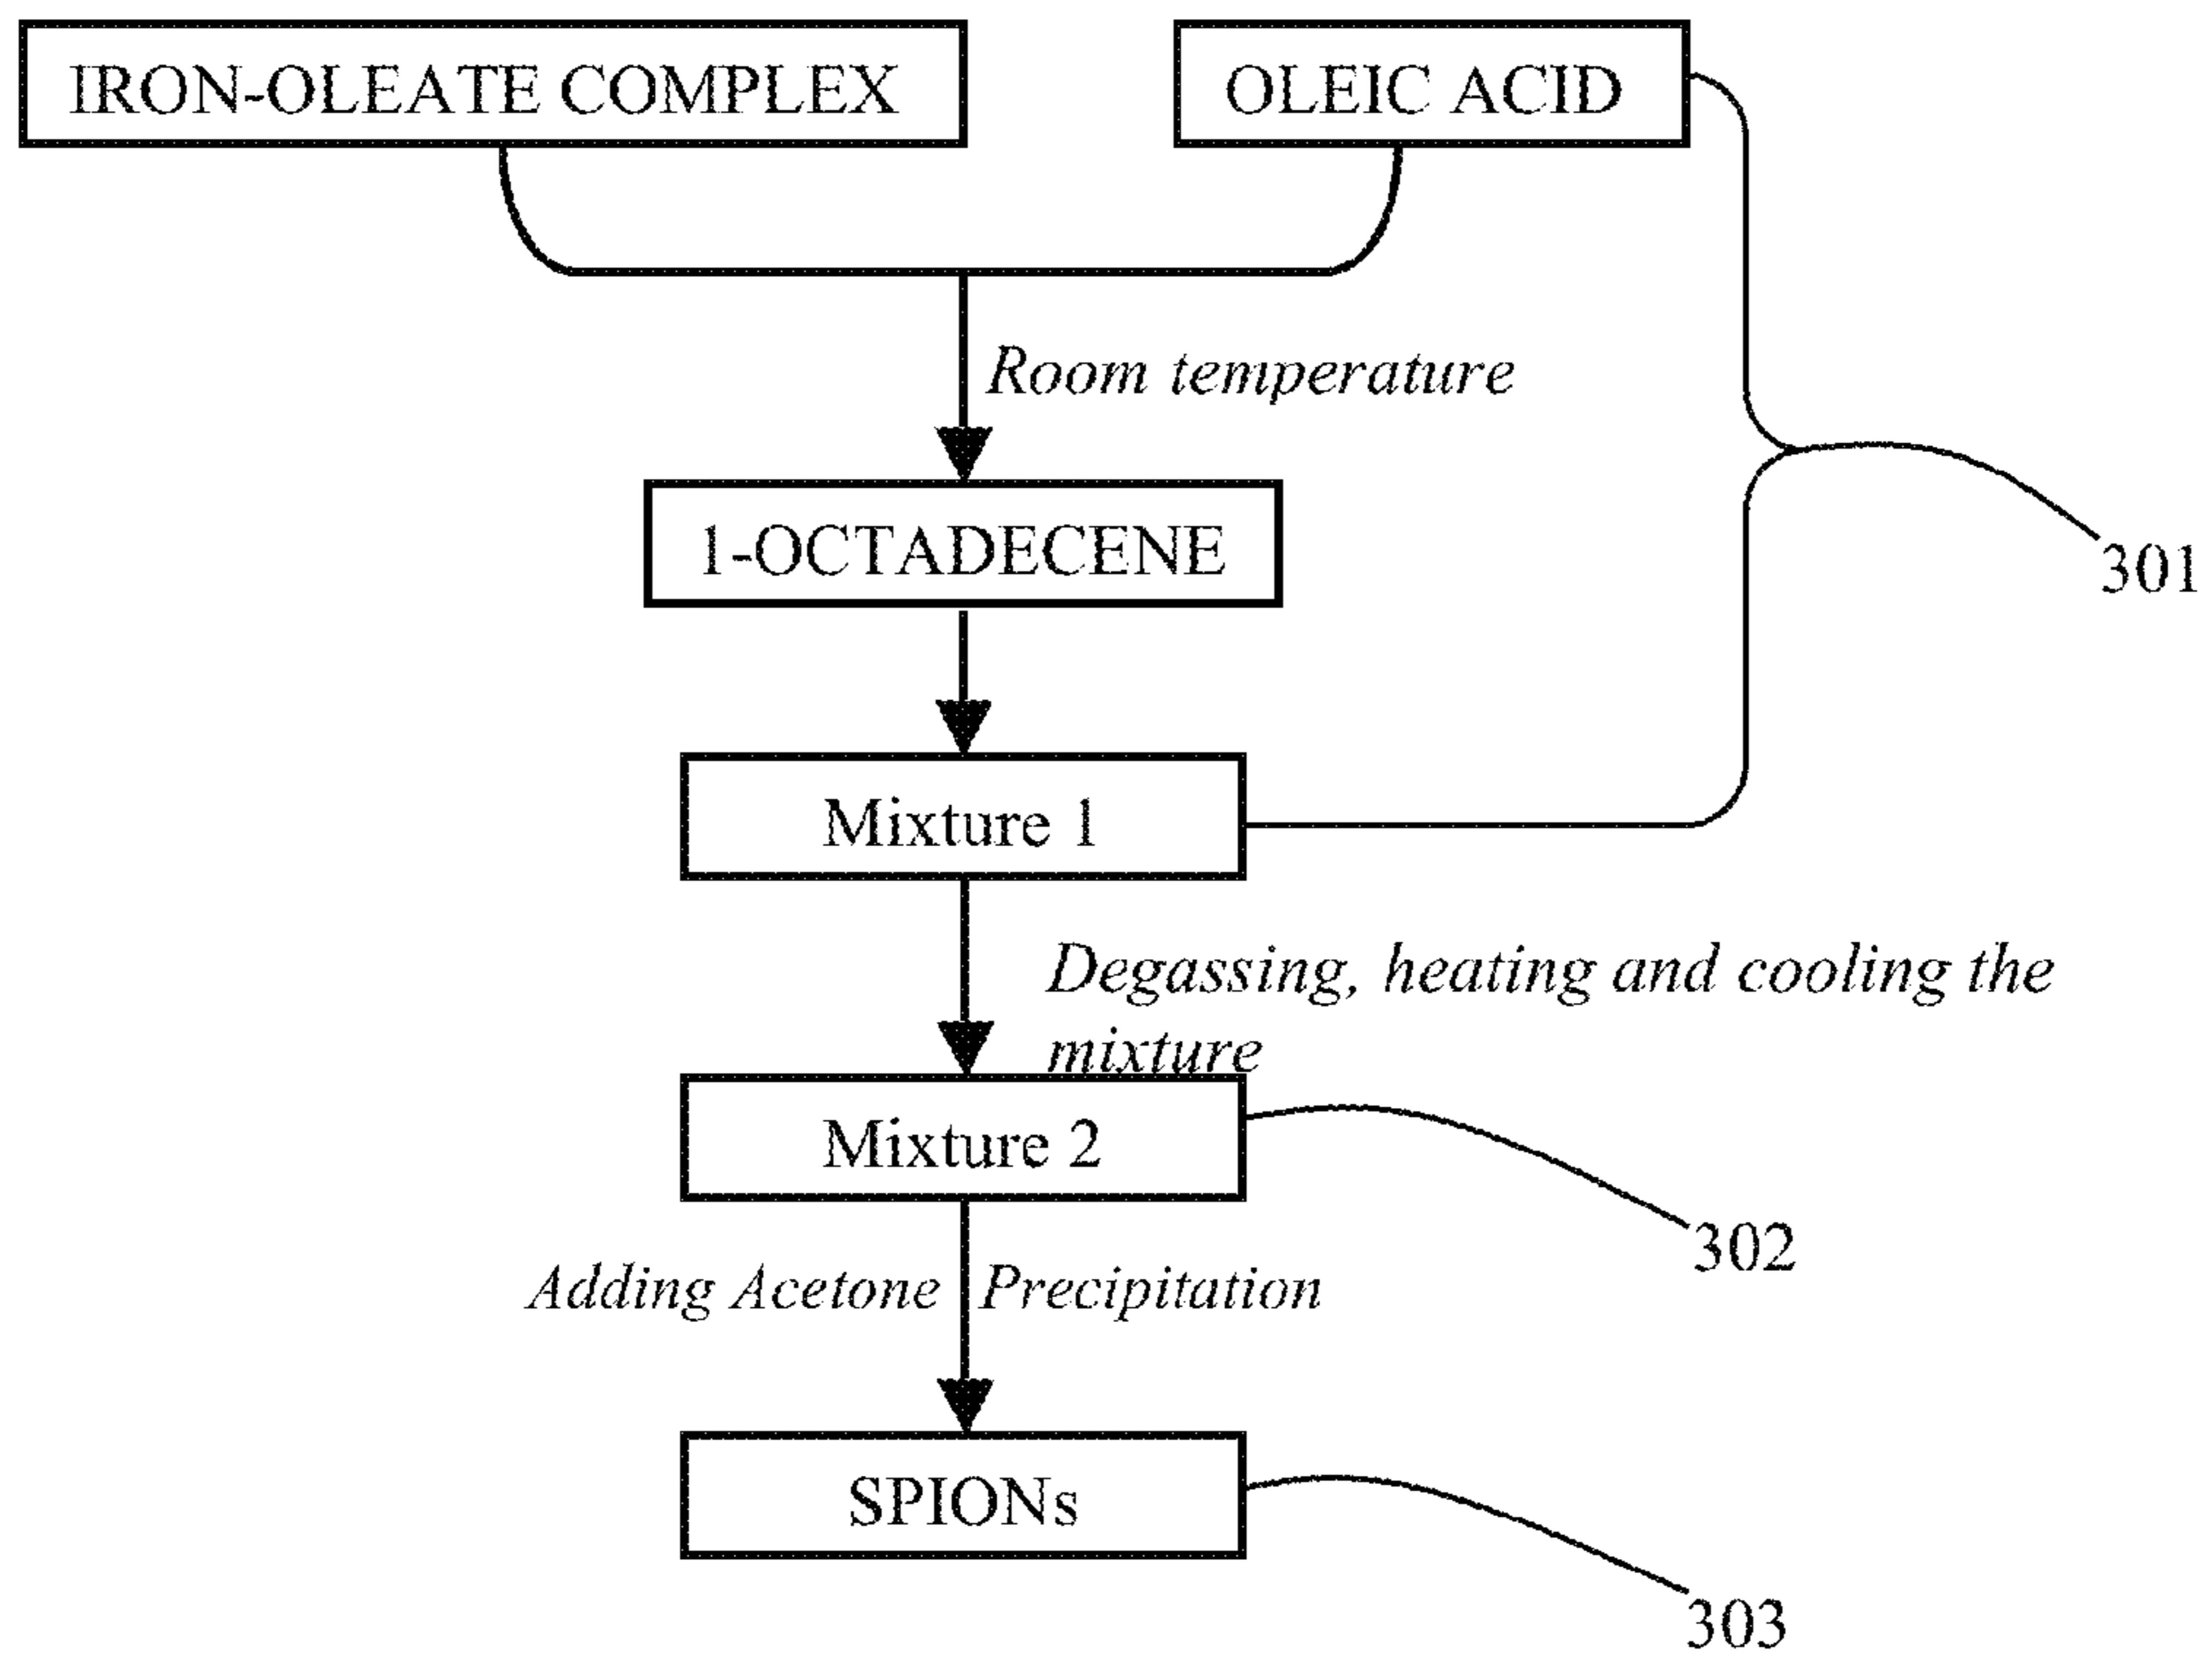 IRON-OLEATE COMPLEX
OLEIC ACID
Room temperature
1-OCTADECENE
301
Mixture 1
Degassing, heating and cooling the
mixture
Mixture 2
302
Adding Acetone
Precipitation
SPIONs
303